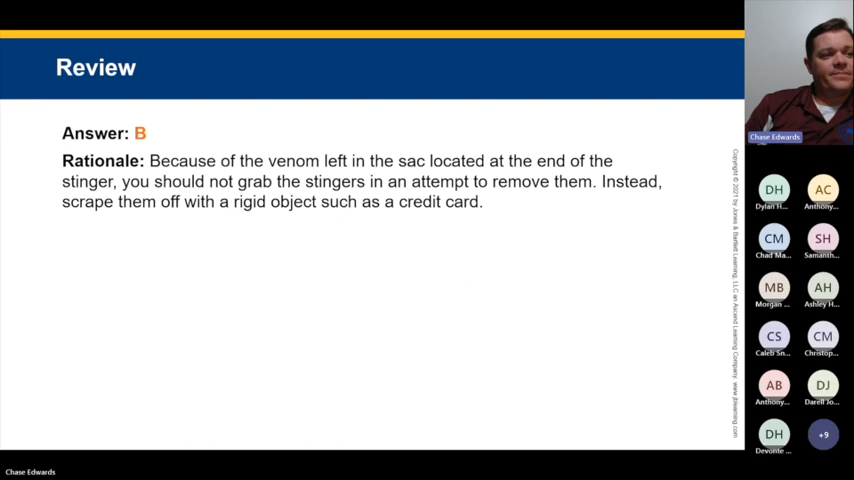 Review
Answer: B
Rationale: Because of the venom left in the sac located at the end of the
stinger, you should not grab the stingers in an attempt to remove them. Instead,
scrape them off with a rigid object such as a credit card.
Copyright © 2021 by Jones & Bartlett Learning, LLC an Ascend Learning Company. www.jblearning.com
Chase Edwards
DH
AC
Dylan H...
Anthony...
CM
SH
Chad Ma...
Samanth...
MB
AH
Morgan ...
Ashley H...
CS
CM
Caleb Sn...
Christop...
AB
DJ
Anthony...
Darell Jo...
DH
+9
Devonte ...
Chase Edwards